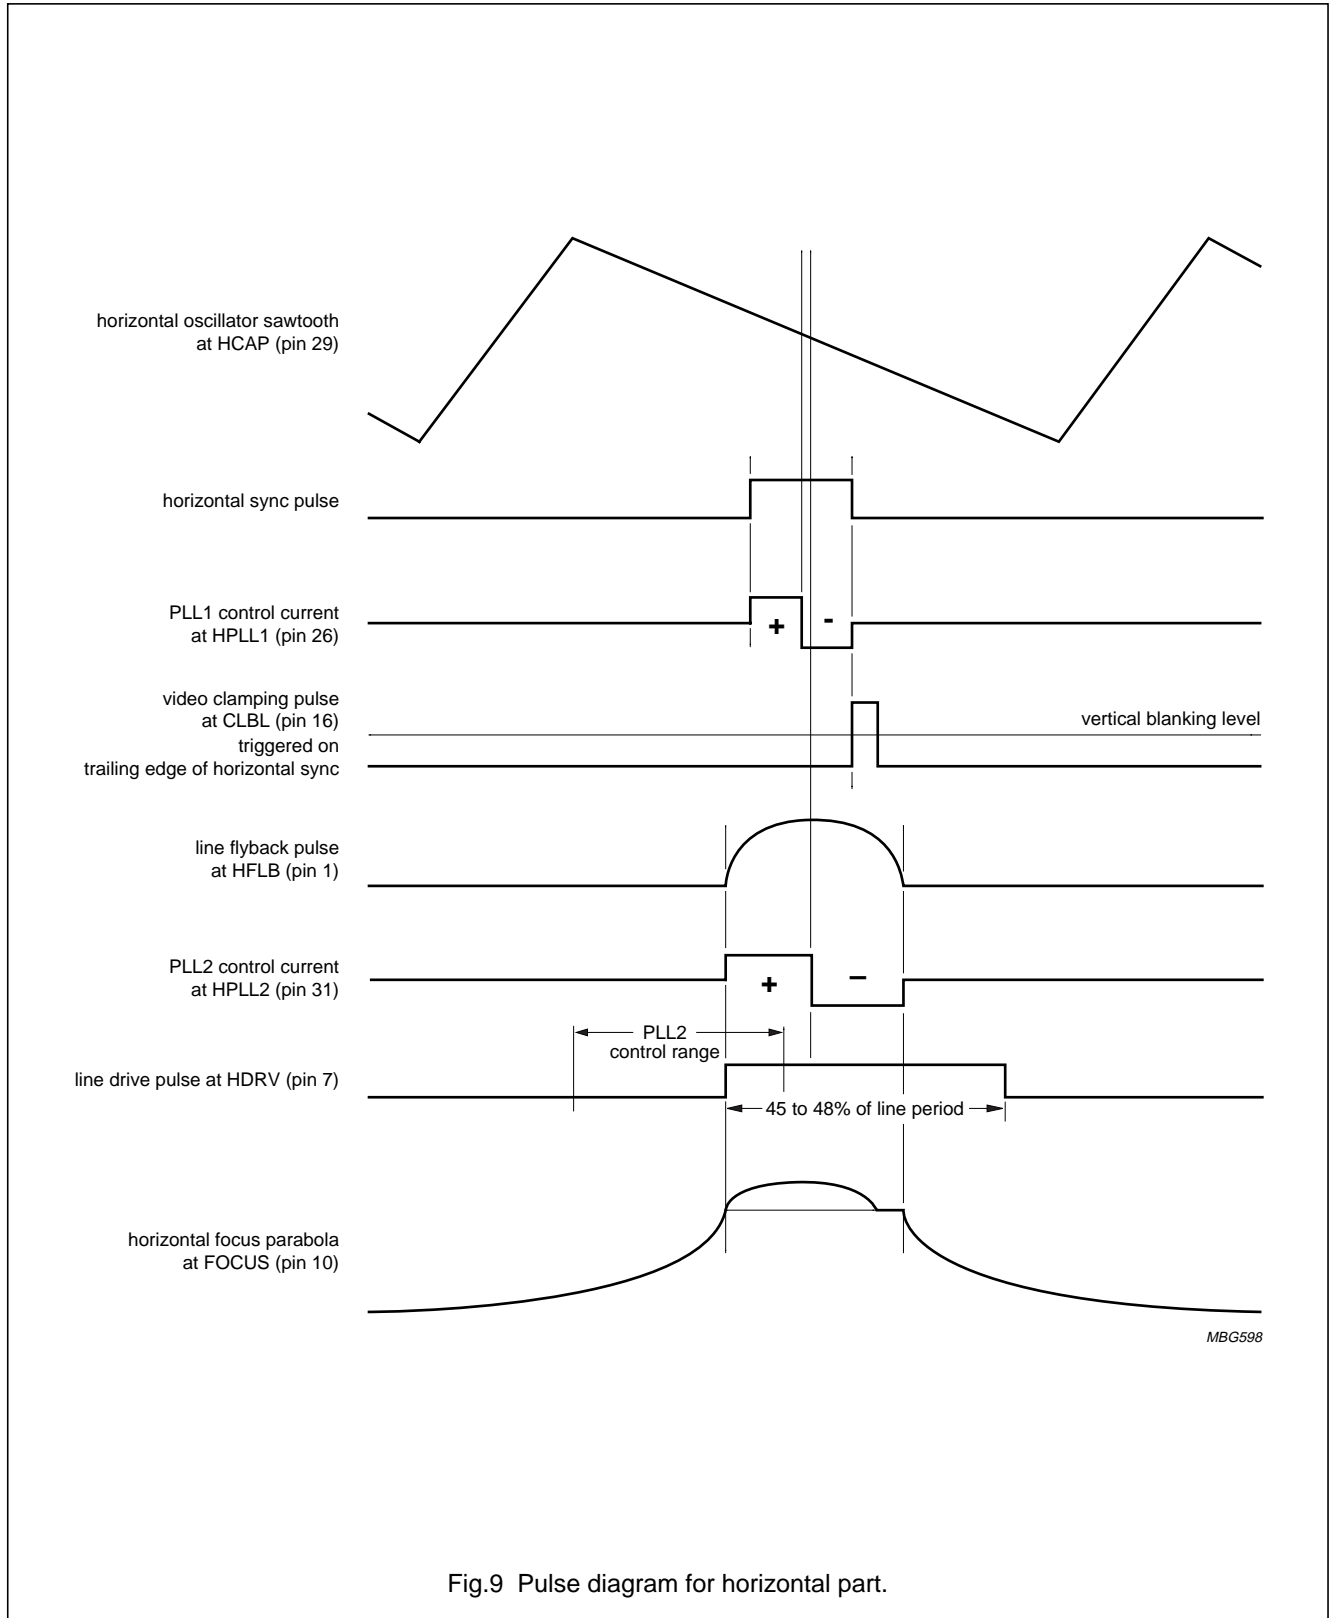 horizontal oscillator sawtooth
at HCAP (pin 29)
horizontal sync pulse
PLL1 control current
at HPLL1 (pin 26)
+
-
video clamping pulse
at CLBL (pin 16)
triggered on
trailing edge of horizontal sync
vertical blanking level
line flyback pulse
at HFLB (pin 1)
PLL2 control current
at HPLL2 (pin 31)
+
−
PLL2
control range
line drive pulse at HDRV (pin 7)
45 to 48% of line period
horizontal focus parabola
at FOCUS (pin 10)
MBG598
Fig.9 Pulse diagram for horizontal part.